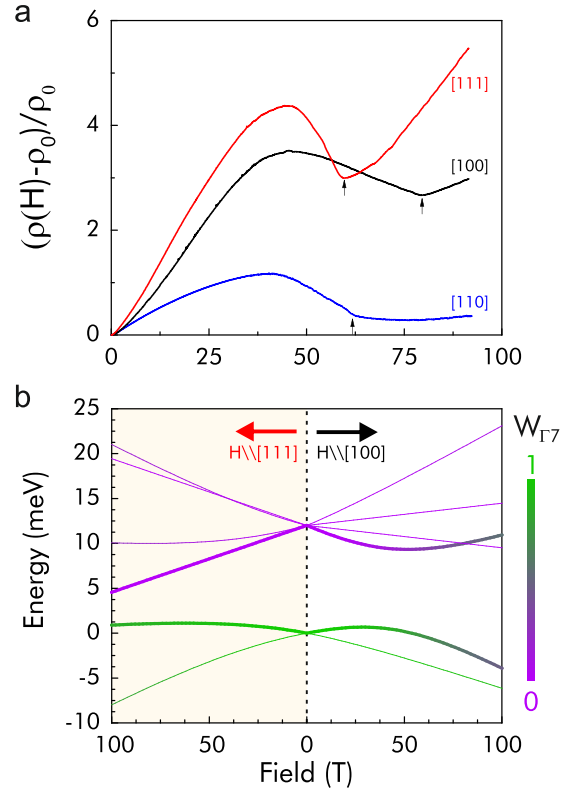 a
(ρ(H)-ρ₀)/ρ₀
6
4
2
0
[111]
[100]
[110]
0 25 50 75 100
b
Energy (meV)
25
20
15
10
5
0
-5
-10
H\\[111] H\\[100]
100 50 0 50 100
Field (T)
W_Γ7
1
0